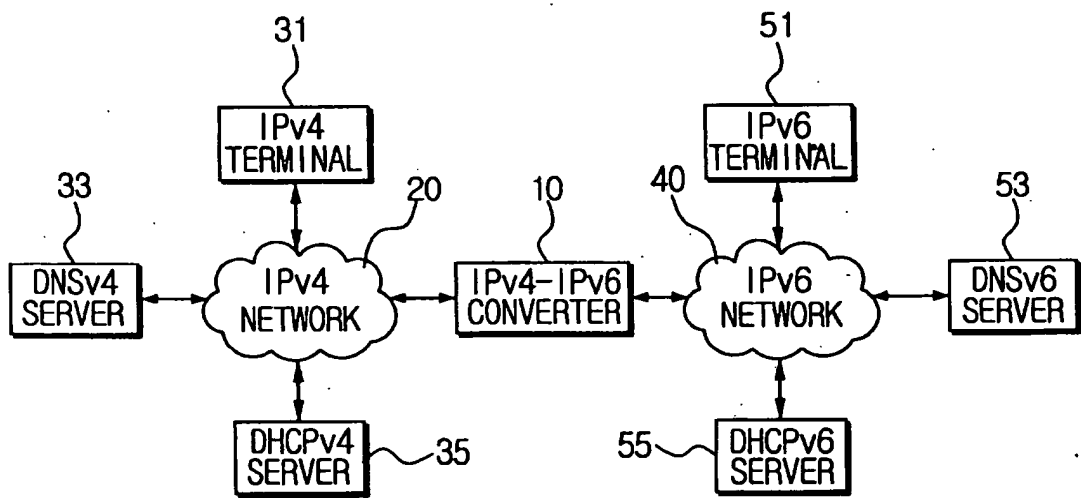 31
51
IPv4
TERMINAL
IPv6
TERMINAL
33
20
10
40
53
DNSv4
SERVER
IPv4
NETWORK
IPv4-IPv6
CONVERTER
IPv6
NETWORK
DNSv6
SERVER
DHCPv4
SERVER
35
55
DHCPv6
SERVER